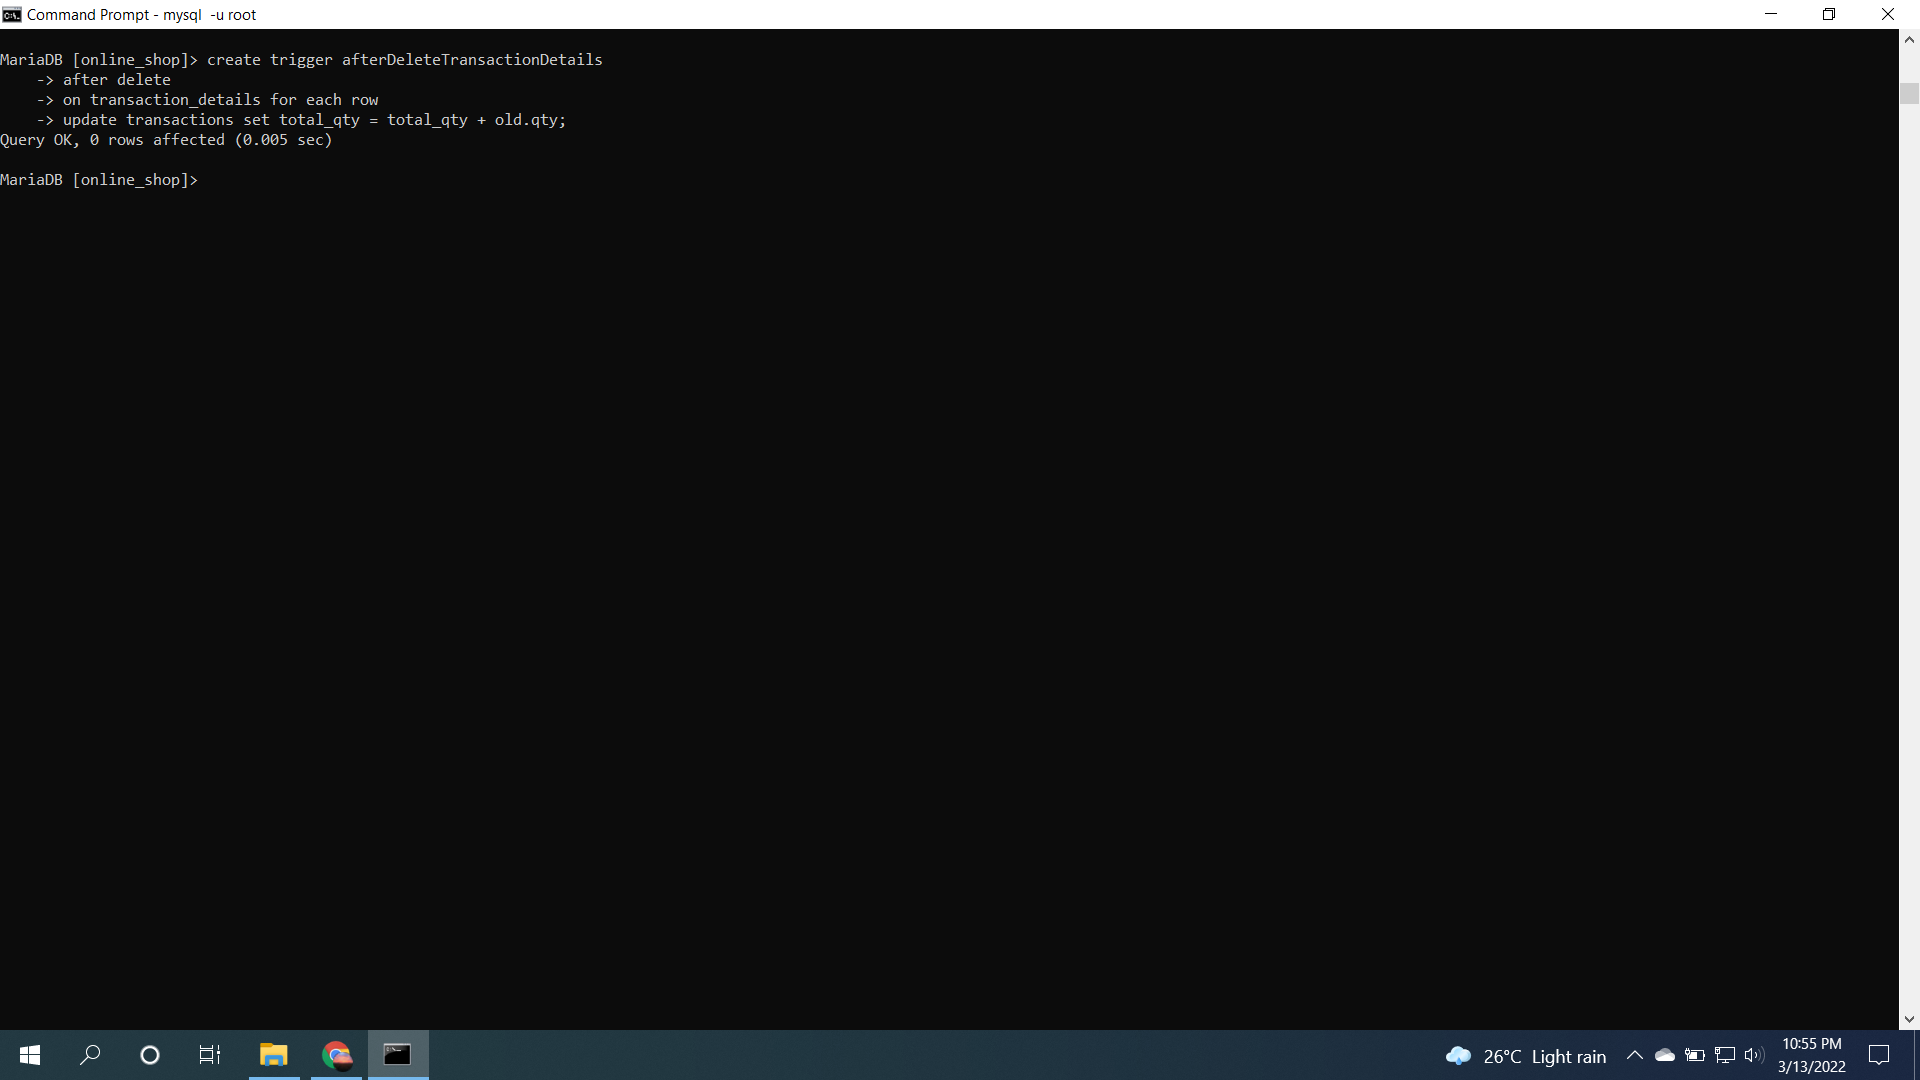 Command Prompt - mysql  -u root
MariaDB [online_shop]> create trigger afterDeleteTransactionDetails
    -> after delete
    -> on transaction_details for each row
    -> update transactions set total_qty = total_qty + old.qty;
Query OK, 0 rows affected (0.005 sec)
MariaDB [online_shop]>
26°C  Light rain
10:55 PM
3/13/2022